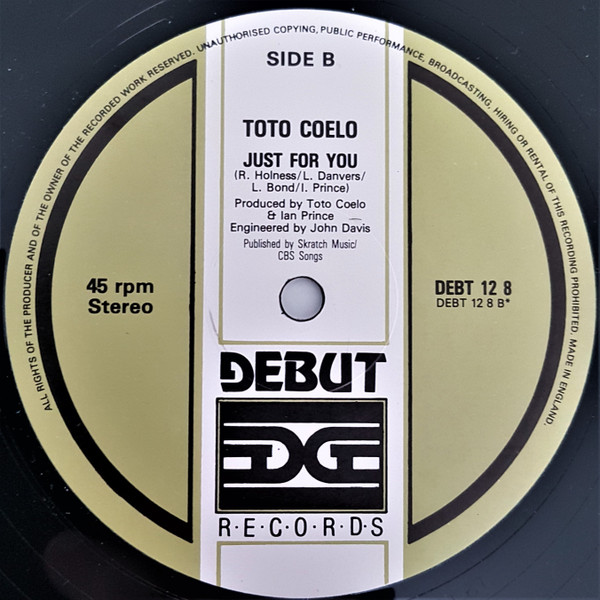 ALL RIGHTS OF THE PRODUCER AND OF THE OWNER OF THE RECORDED WORK RESERVED. UNAUTHORISED COPYING, PUBLIC PERFORMANCE, BROADCASTING, HIRING OR RENTAL OF THIS RECORDING PROHIBITED. MADE IN ENGLAND.
SIDE B
TOTO COELO
JUST FOR YOU
(R. Holness/L. Danvers/
L. Bond/I. Prince)
Produced by Toto Coelo
& Ian Prince
Engineered by John Davis
Published by Skratch Music/
CBS Songs
45 rpm
Stereo
DEBT 12 8
DEBT 12 8 B*
DEBUT
R·E·C·O·R·D·S